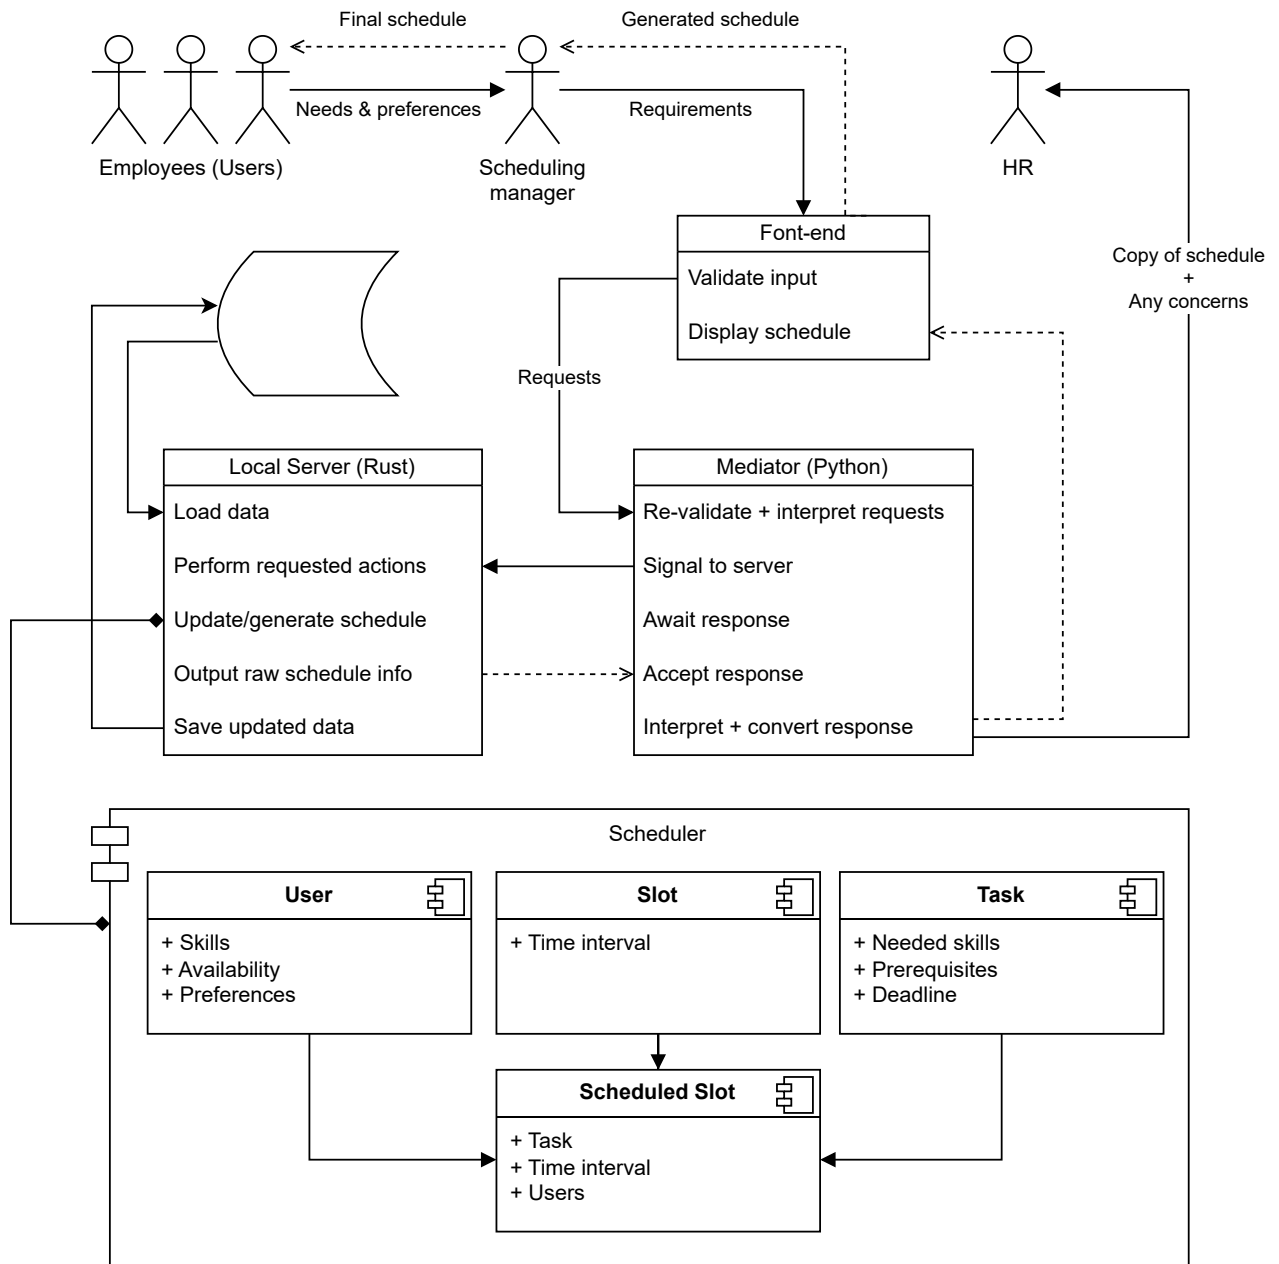 Final schedule
Generated schedule
Needs & preferences
Requirements
Employees (Users)
Scheduling
manager
HR
Font-end
Validate input
Display schedule
Copy of schedule
+
Any concerns
Requests
Local Server (Rust)
Load data
Perform requested actions
Update/generate schedule
Output raw schedule info
Save updated data
Mediator (Python)
Re-validate + interpret requests
Signal to server
Await response
Accept response
Interpret + convert response
Scheduler
User
+ Skills
+ Availability
+ Preferences
Slot
+ Time interval
Task
+ Needed skills
+ Prerequisites
+ Deadline
Scheduled Slot
+ Task
+ Time interval
+ Users